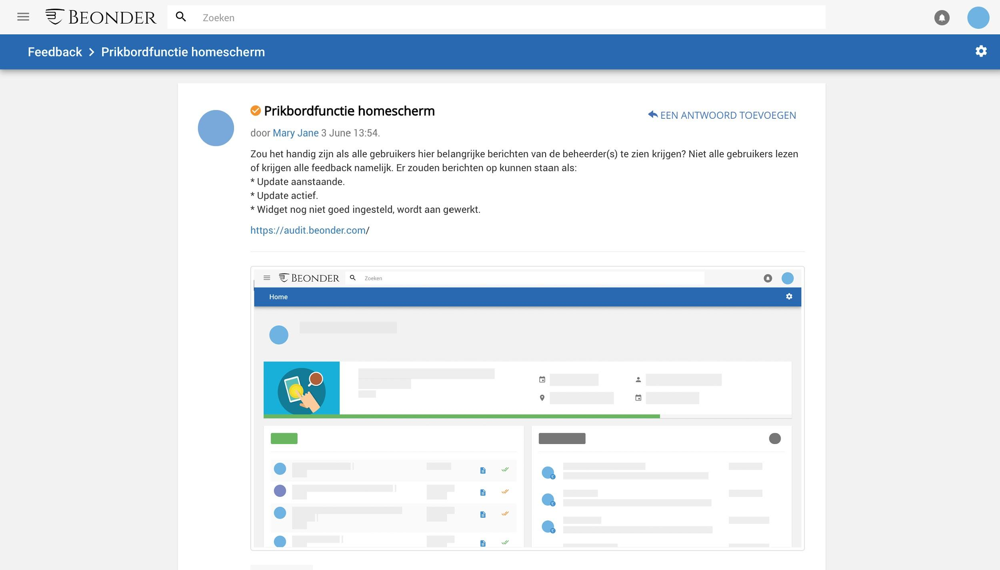 BEONDER
Zoeken
Feedback > Prikbordfunctie homescherm
Prikbordfunctie homescherm
EEN ANTWOORD TOEVOEGEN
door Mary Jane 3 June 13:54.
Zou het handig zijn als alle gebruikers hier belangrijke berichten van de beheerder(s) te zien krijgen? Niet alle gebruikers lezen
of krijgen alle feedback namelijk. Er zouden berichten op kunnen staan als:
* Update aanstaande.
* Update actief.
* Widget nog niet goed ingesteld, wordt aan gewerkt.
https://audit.beonder.com/
BEONDER
Zoeken
Home